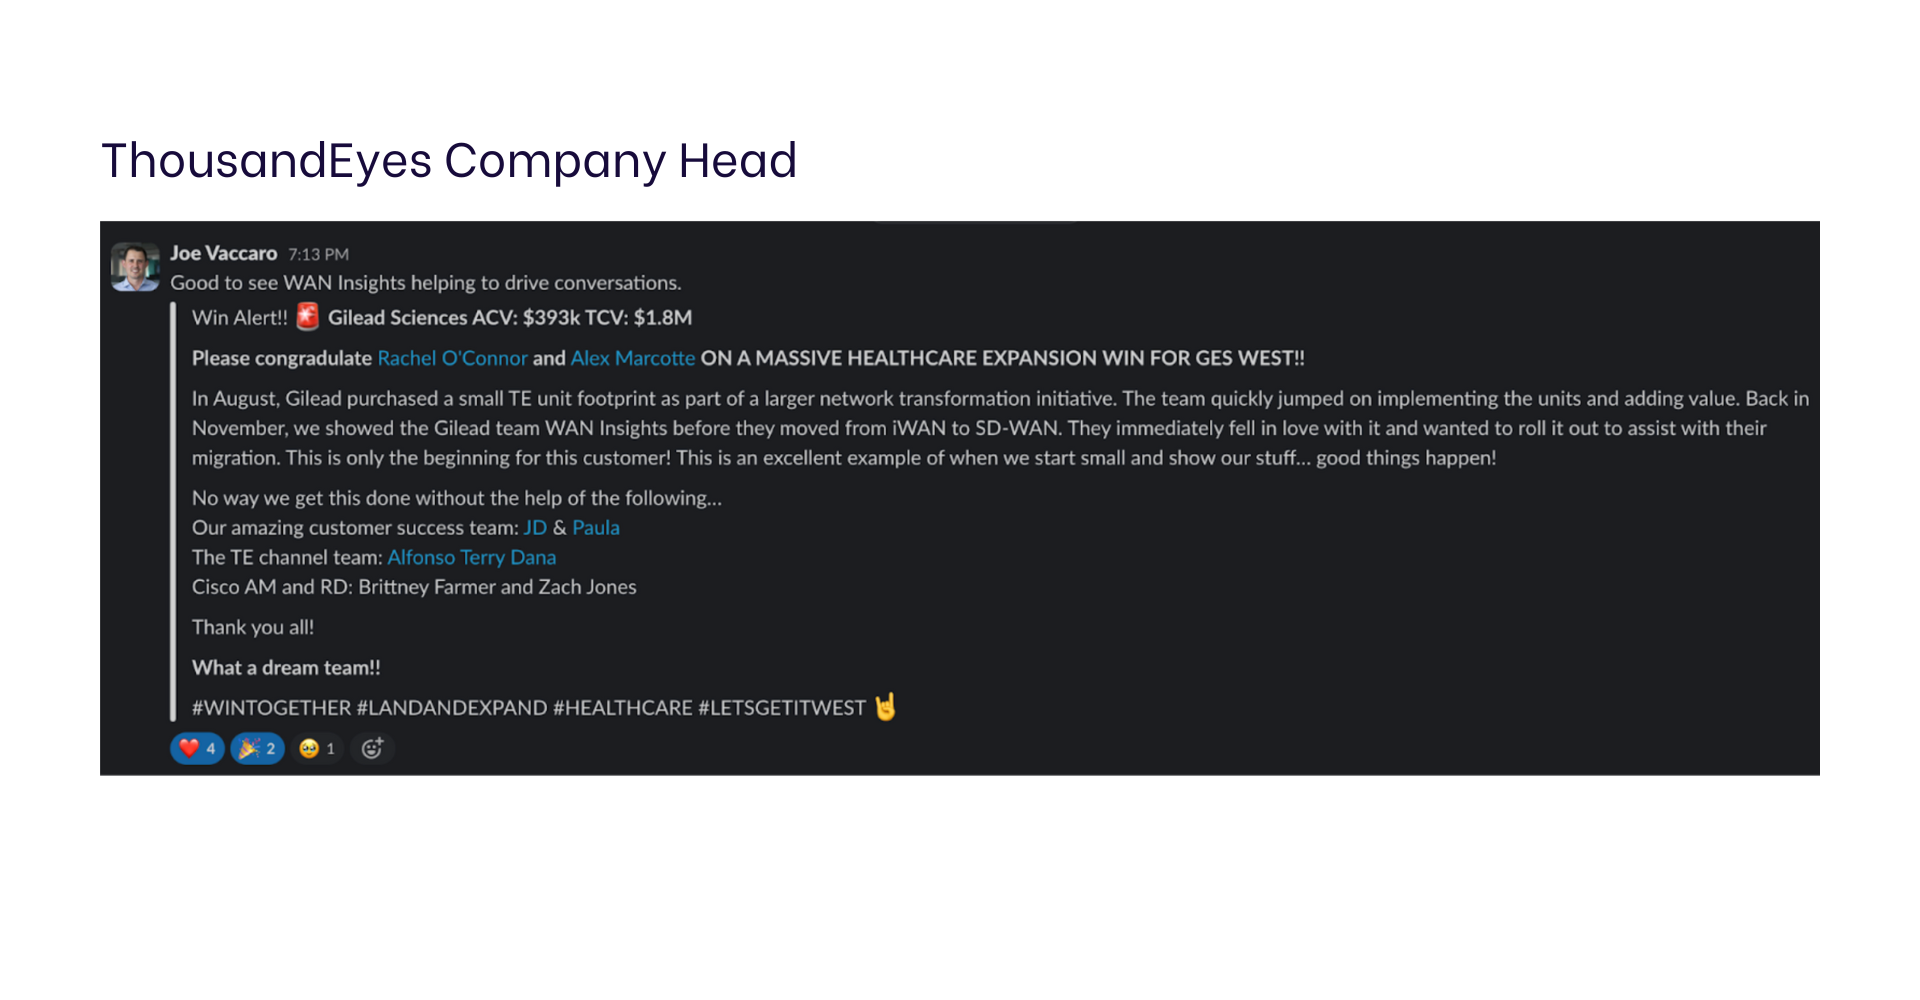 ThousandEyes Company Head
Joe Vaccaro 7:13 PM
Good to see WAN Insights helping to drive conversations.
Win Alert!! 🚨 Gilead Sciences ACV: $393k TCV: $1.8M
Please congradulate Rachel O'Connor and Alex Marcotte ON A MASSIVE HEALTHCARE EXPANSION WIN FOR GES WEST!!
In August, Gilead purchased a small TE unit footprint as part of a larger network transformation initiative. The team quickly jumped on implementing the units and adding value. Back in
November, we showed the Gilead team WAN Insights before they moved from iWAN to SD-WAN. They immediately fell in love with it and wanted to roll it out to assist with their
migration. This is only the beginning for this customer! This is an excellent example of when we start small and show our stuff... good things happen!
No way we get this done without the help of the following...
Our amazing customer success team: JD & Paula
The TE channel team: Alfonso Terry Dana
Cisco AM and RD: Brittney Farmer and Zach Jones
Thank you all!
What a dream team!!
#WINTOGETHER #LANDANDEXPAND #HEALTHCARE #LETSGETITWEST 🤘
❤️ 4 🎉 2 🥹 1